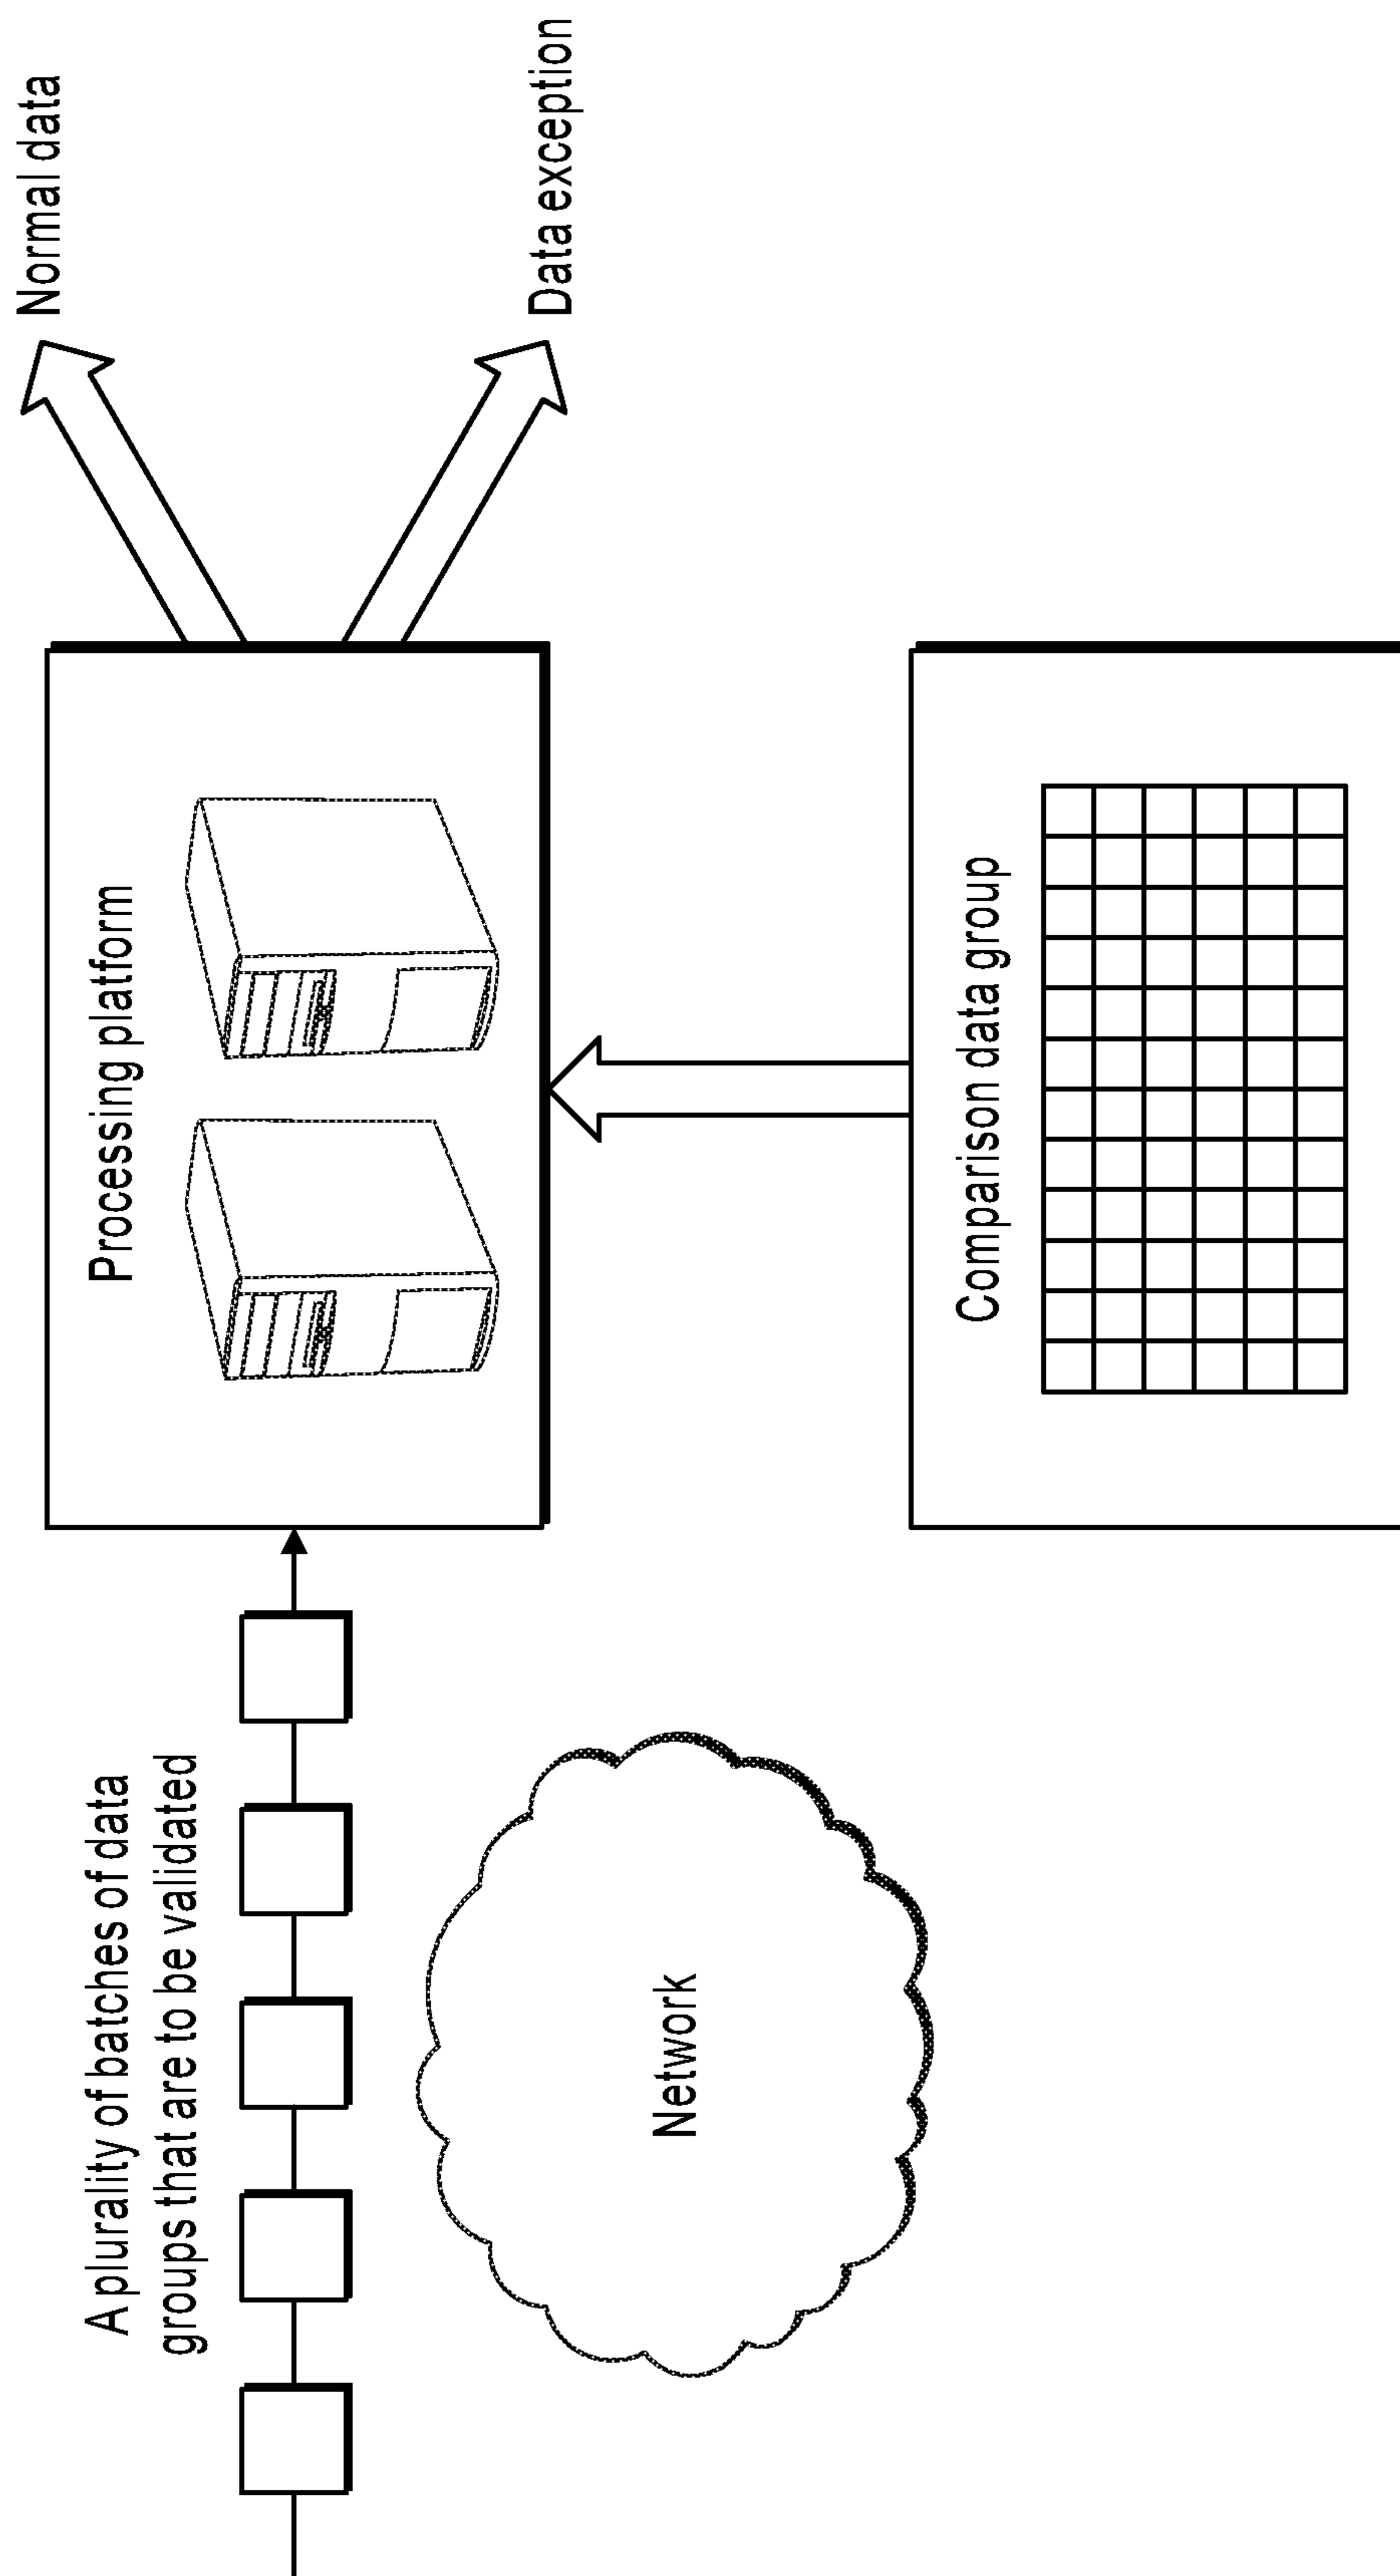 A plurality of batches of data
groups that are to be validated
Network
Processing platform
Comparison data group
Normal data
Data exception